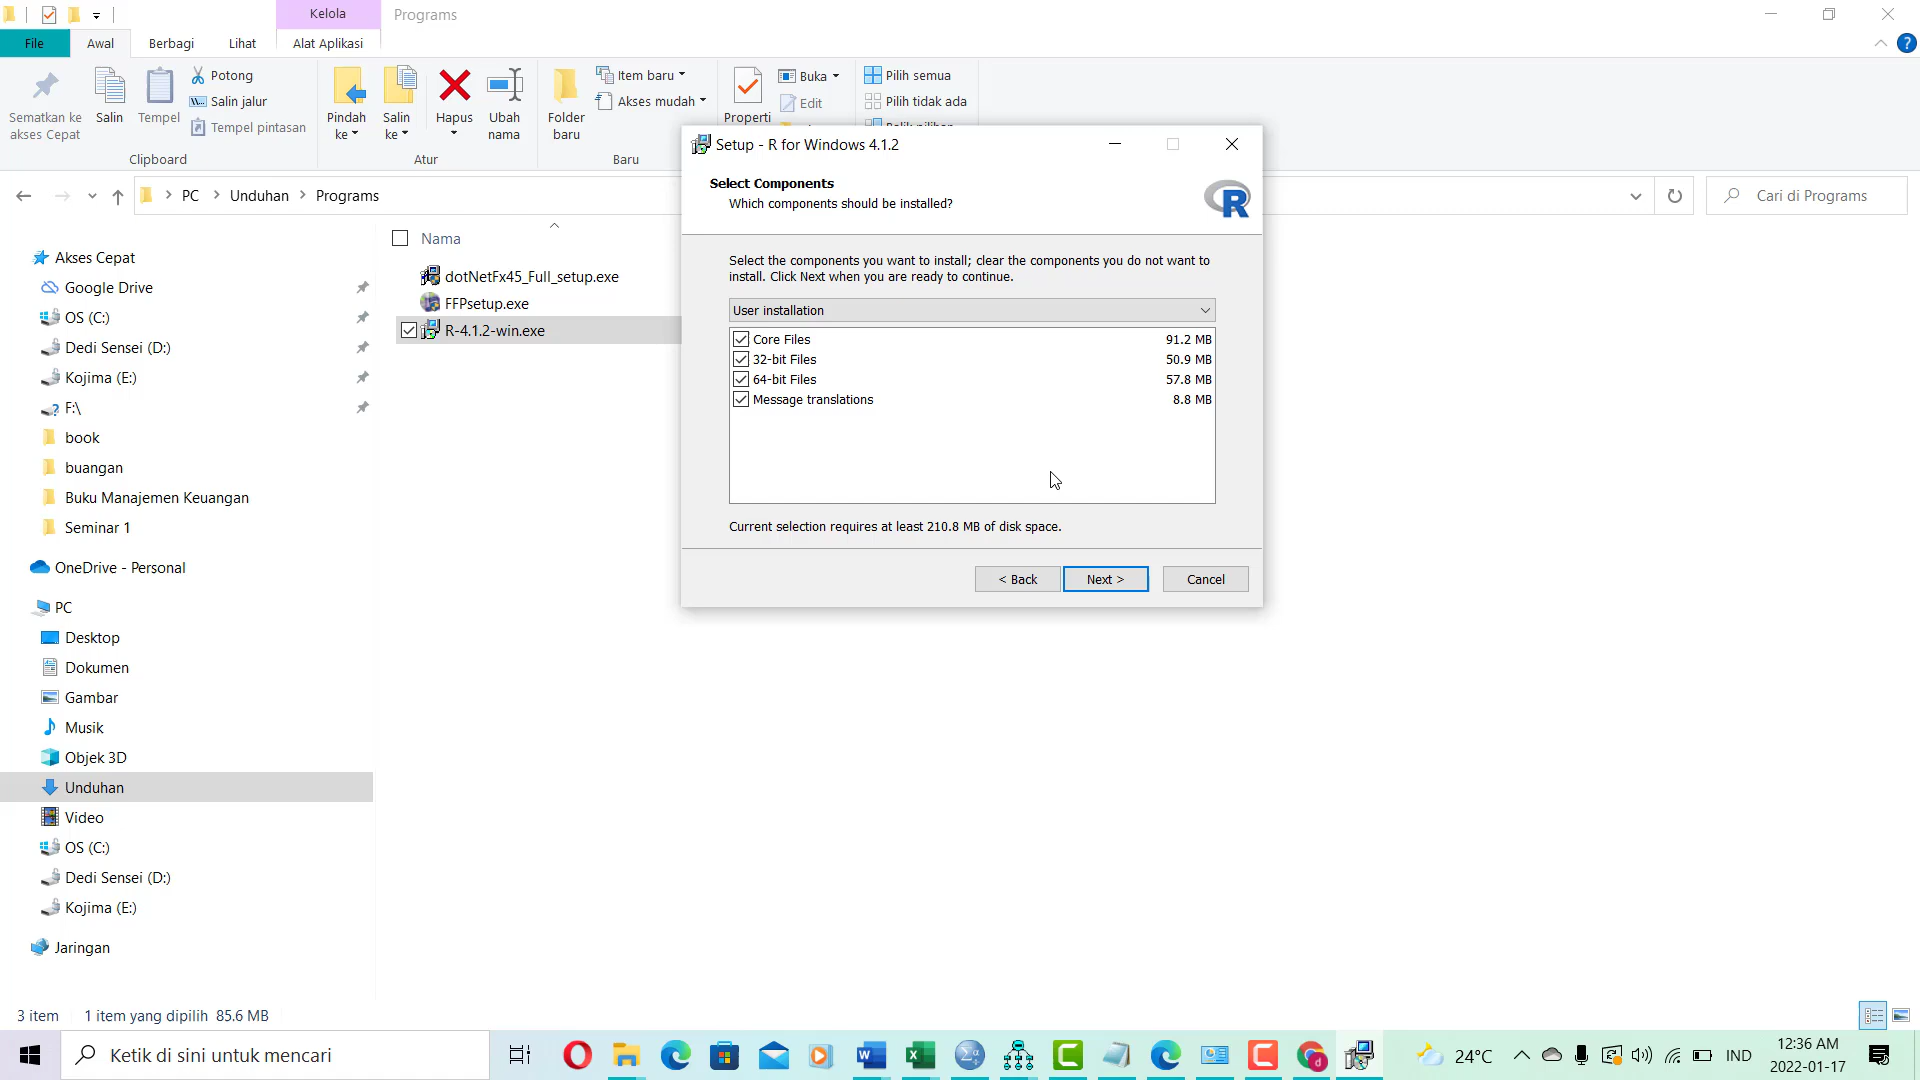 Kelola
Programs
File
Awal
Berbagi
Lihat
Alat Aplikasi
Sematkan ke akses Cepat
Salin
Tempel
Potong
Salin jalur
Tempel pintasan
Clipboard
Pindah ke
Salin ke
Hapus
Ubah nama
Atur
Folder baru
Item baru
Akses mudah
Baru
Properti
Buka
Edit
Pilih semua
Pilih tidak ada
PC
Unduhan
Programs
Cari di Programs
Nama
dotNetFx45_Full_setup.exe
FFPsetup.exe
R-4.1.2-win.exe
Akses Cepat
Google Drive
OS (C:)
Dedi Sensei (D:)
Kojima (E:)
F:\
book
buangan
Buku Manajemen Keuangan
Seminar 1
OneDrive - Personal
PC
Desktop
Dokumen
Gambar
Musik
Objek 3D
Unduhan
Video
OS (C:)
Dedi Sensei (D:)
Kojima (E:)
Jaringan
Setup - R for Windows 4.1.2
Select Components
Which components should be installed?
R
Select the components you want to install; clear the components you do not want to
install. Click Next when you are ready to continue.
User installation
Core Files 91.2 MB
32-bit Files 50.9 MB
64-bit Files 57.8 MB
Message translations 8.8 MB
Current selection requires at least 210.8 MB of disk space.
< Back
Next >
Cancel
3 item
1 item yang dipilih 85.6 MB
Ketik di sini untuk mencari
24°C
IND
12:36 AM
2022-01-17